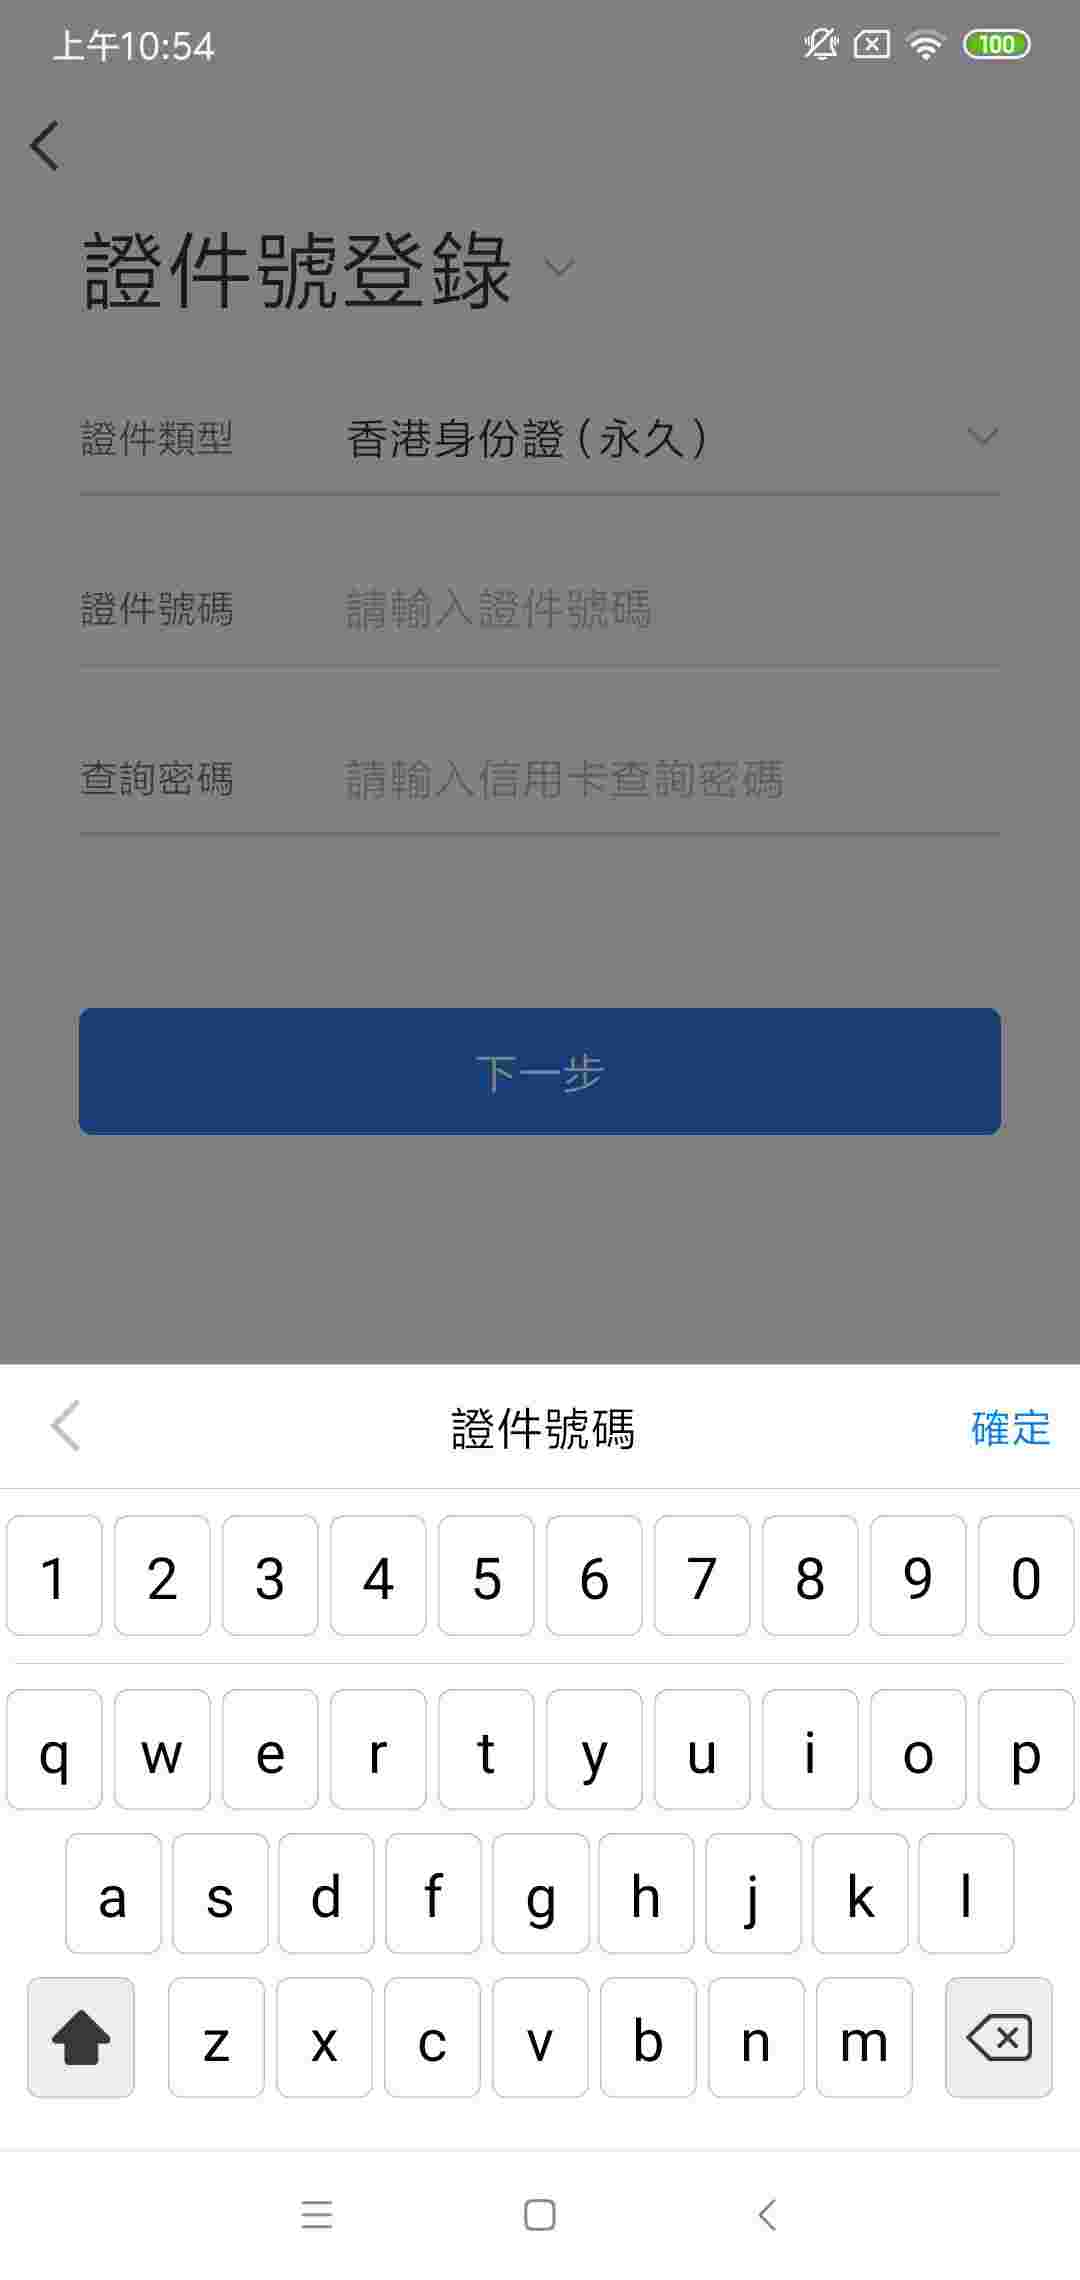 上午10:54
100
證件號登錄
證件類型 香港身份證（永久）
證件號碼 請輸入證件號碼
查詢密碼 請輸入信用卡查詢密碼
下一步
證件號碼 確定
1 2 3 4 5 6 7 8 9 0
q w e r t y u i o p
a s d f g h j k l
z x c v b n m